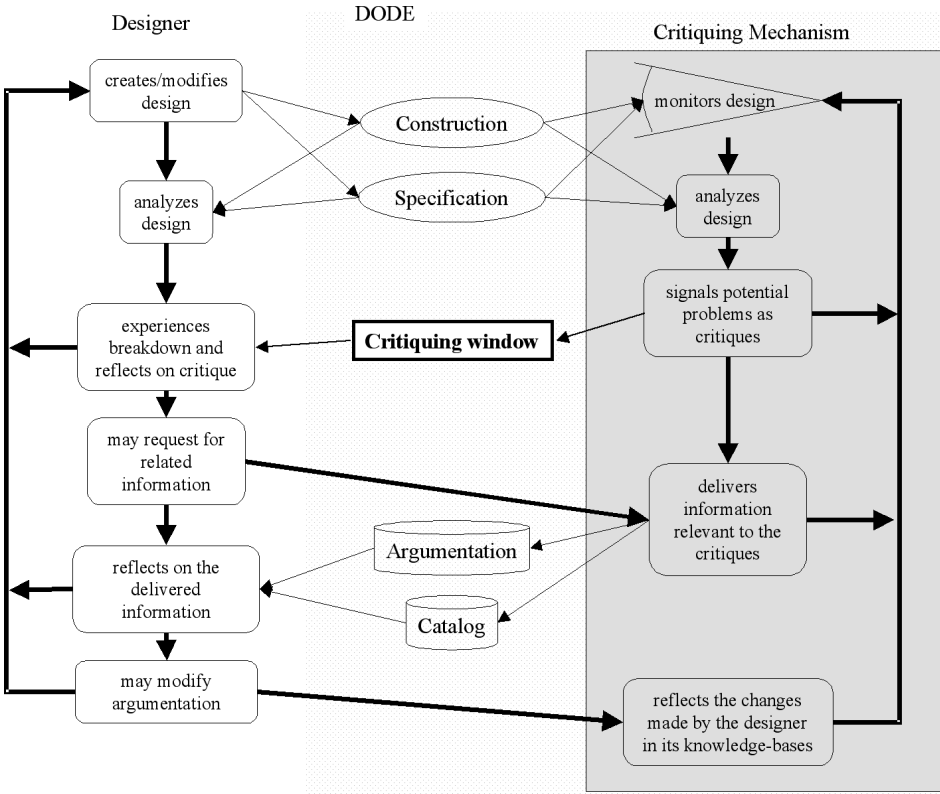 Designer
DODE
Critiquing Mechanism
creates/modifies
design
Construction
monitors design
analyzes
design
Specification
analyzes
design
experiences
breakdown and
reflects on critique
Critiquing window
signals potential
problems as
critiques
may request for
related
information
delivers
information
relevant to the
critiques
Argumentation
reflects on the
delivered
information
Catalog
may modify
argumentation
reflects the changes
made by the designer
in its knowledge-bases